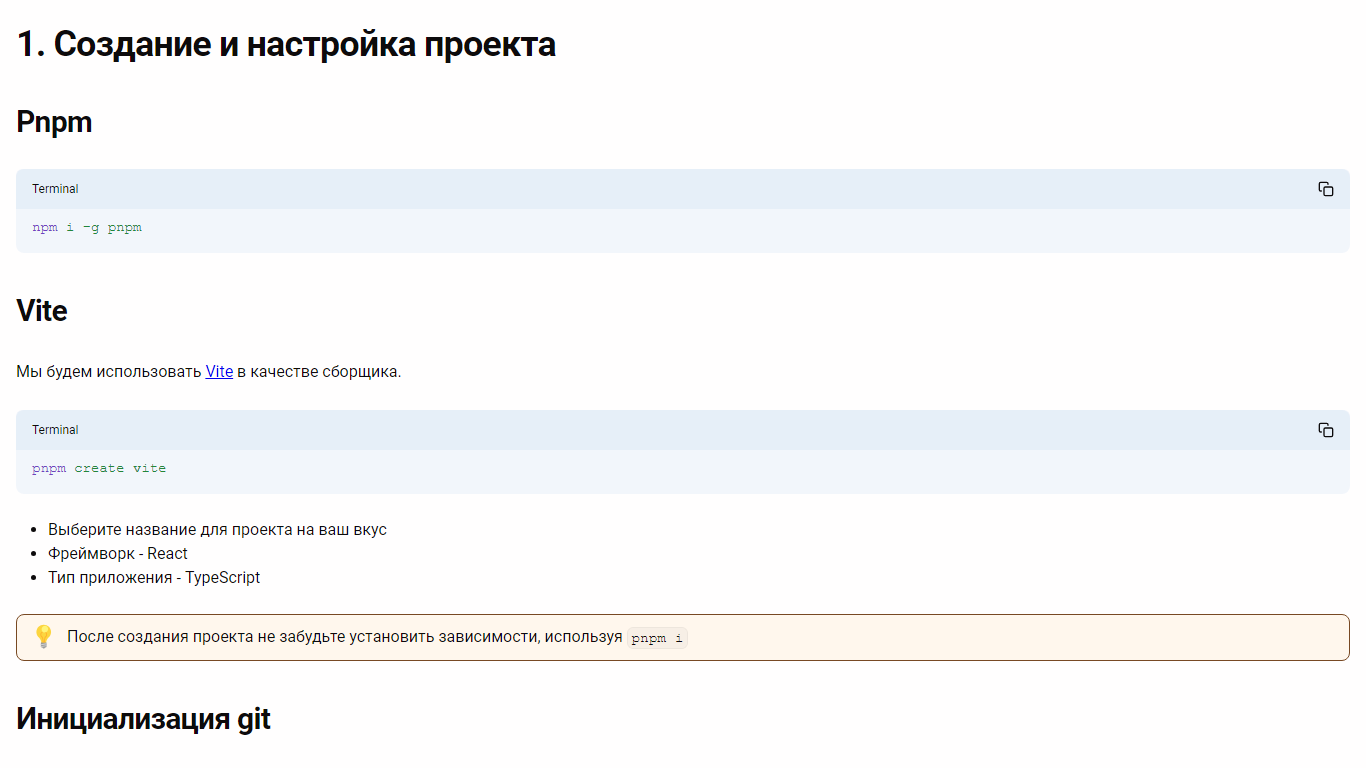 1. Создание и настройка проекта
Pnpm
Terminal
npm i -g pnpm
Vite
Мы будем использовать Vite в качестве сборщика.
Terminal
pnpm create vite
Выберите название для проекта на ваш вкус
Фреймворк - React
Тип приложения - TypeScript
После создания проекта не забудьте установить зависимости, используя pnpm i
Инициализация git